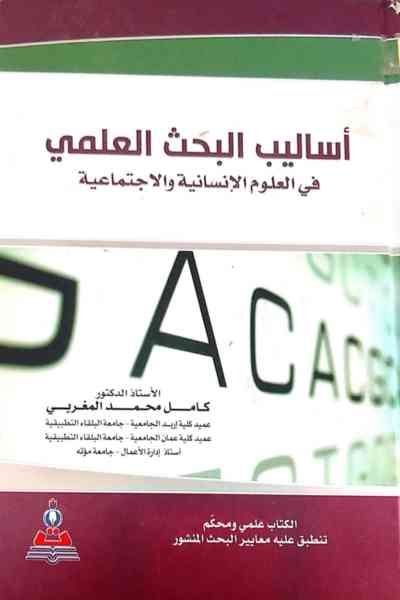 أساليب البحث العلمي
في العلوم الإنسانية والاجتماعية
A C A C
ACACC
الأستاذ الدكتور
كامل محمد المغربي
عميد كلية إربد الجامعية - جامعة البلقاء التطبيقية
عميد كلية عمان الجامعية - جامعة البلقاء التطبيقية
أستاذ إدارة الأعمال - جامعة مؤته
الكتاب علمي ومحكم
تنطبق عليه معايير البحث المنشور